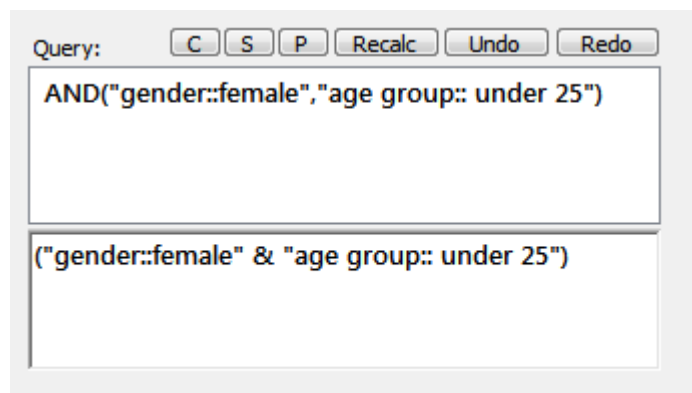 Query: C S P Recalc Undo Redo
AND("gender::female","age group:: under 25")
("gender::female" & "age group:: under 25")